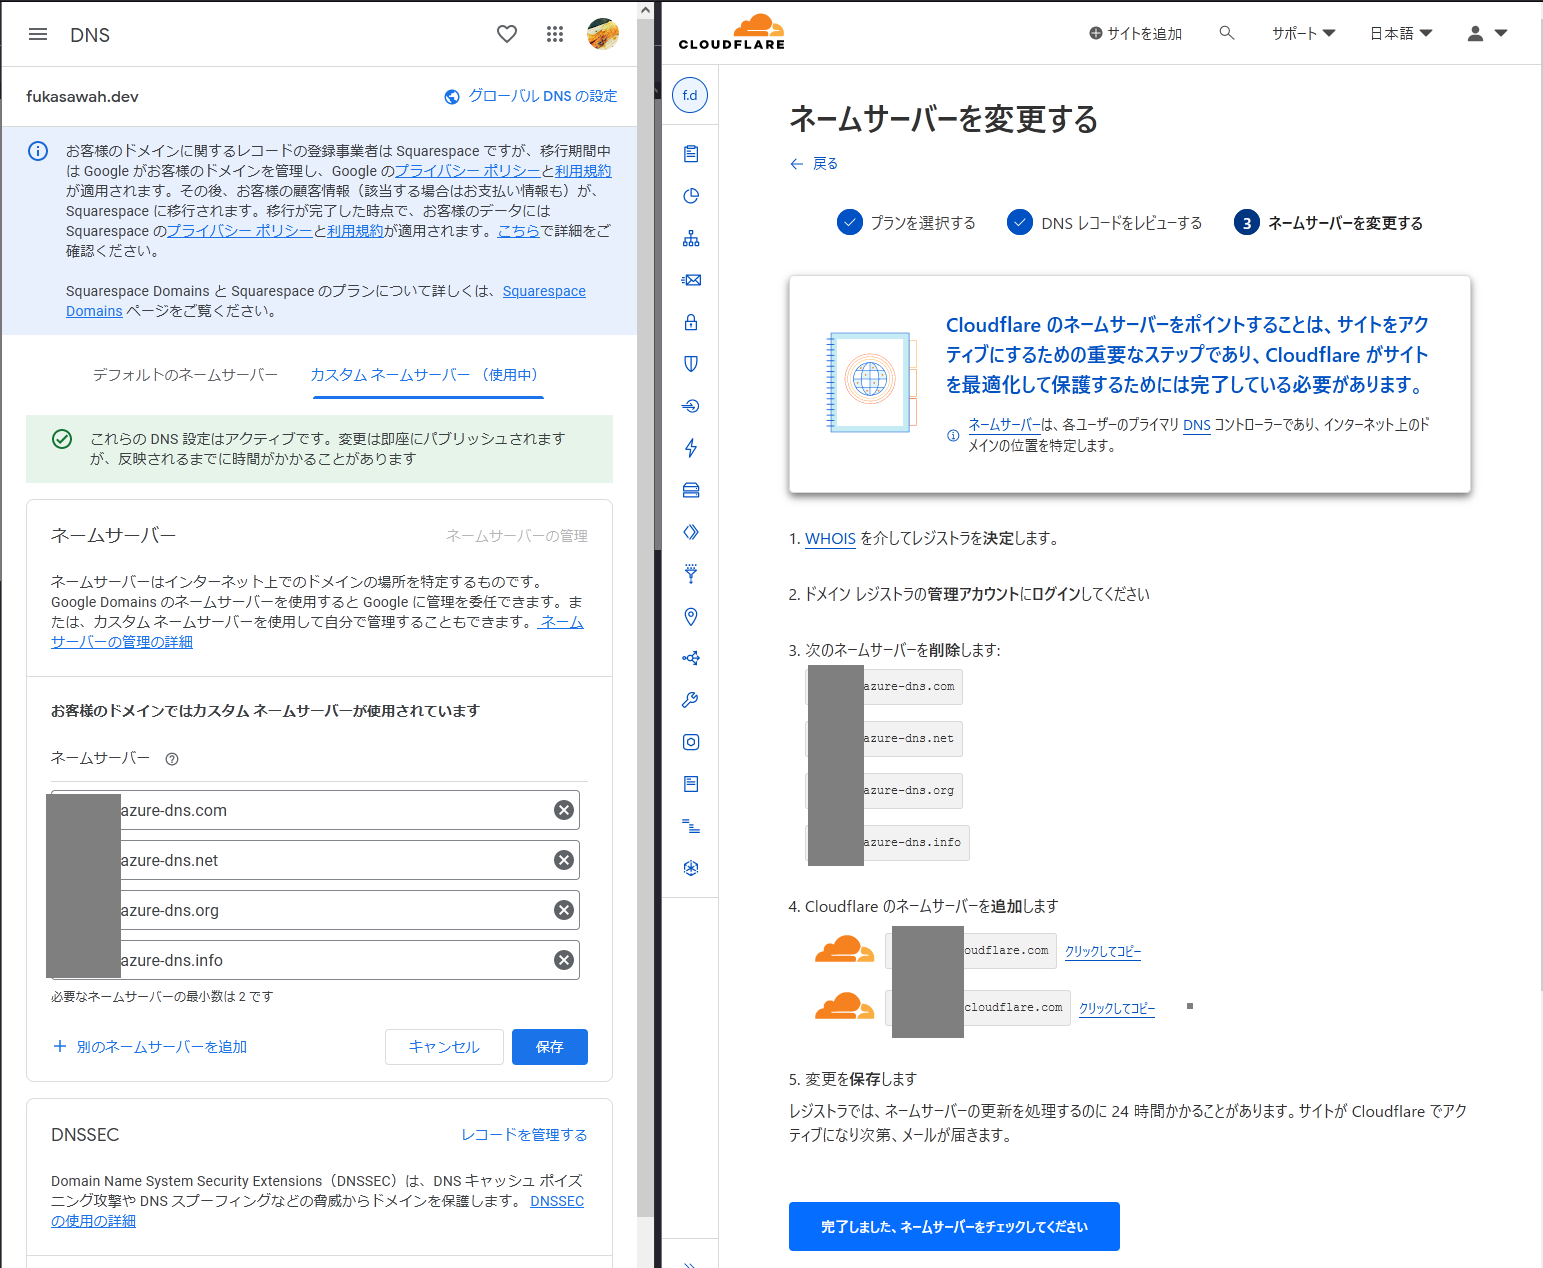 DNS
fukasawah.dev
グローバル DNS の設定
お客様のドメインに関するレコードの登録事業者は Squarespace ですが、移行期間中
は Google がお客様のドメインを管理し、Google のプライバシー ポリシーと利用規約
が適用されます。その後、お客様の顧客情報（該当する場合はお支払い情報も）が、
Squarespace に移行されます。移行が完了した時点で、お客様のデータには
Squarespace のプライバシー ポリシーと利用規約が適用されます。こちらで詳細をご
確認ください。
Squarespace Domains と Squarespace のプランについて詳しくは、Squarespace
Domains ページをご覧ください。
デフォルトのネームサーバー
カスタム ネームサーバー （使用中）
これらの DNS 設定はアクティブです。変更は即座にパブリッシュされます
が、反映されるまでに時間がかかることがあります
ネームサーバー
ネームサーバーの管理
ネームサーバーはインターネット上でのドメインの場所を特定するものです。
Google Domains のネームサーバーを使用すると Google に管理を委任できます。ま
たは、カスタム ネームサーバーを使用して自分で管理することもできます。 ネーム
サーバーの管理の詳細
お客様のドメインではカスタム ネームサーバーが使用されています
ネームサーバー
azure-dns.com
azure-dns.net
azure-dns.org
azure-dns.info
必要なネームサーバーの最小数は 2 です
別のネームサーバーを追加
キャンセル
保存
DNSSEC
レコードを管理する
Domain Name System Security Extensions（DNSSEC）は、DNS キャッシュ ポイズ
ニング攻撃や DNS スプーフィングなどの脅威からドメインを保護します。 DNSSEC
の使用の詳細
CLOUDFLARE
サイトを追加
サポート
日本語
f.d
ネームサーバーを変更する
← 戻る
プランを選択する
DNS レコードをレビューする
3 ネームサーバーを変更する
Cloudflare のネームサーバーをポイントすることは、サイトをアク
ティブにするための重要なステップであり、Cloudflare がサイト
を最適化して保護するためには完了している必要があります。
ネームサーバーは、各ユーザーのプライマリ DNS コントローラーであり、インターネット上のド
メインの位置を特定します。
1. WHOIS を介してレジストラを決定します。
2. ドメイン レジストラの管理アカウントにログインしてください
3. 次のネームサーバーを削除します:
azure-dns.com
azure-dns.net
azure-dns.org
azure-dns.info
4. Cloudflare のネームサーバーを追加します
oudflare.com
クリックしてコピー
cloudflare.com
クリックしてコピー
5. 変更を保存します
レジストラでは、ネームサーバーの更新を処理するのに 24 時間かかることがあります。サイトが Cloudflare でアク
ティブになり次第、メールが届きます。
完了しました、ネームサーバーをチェックしてください